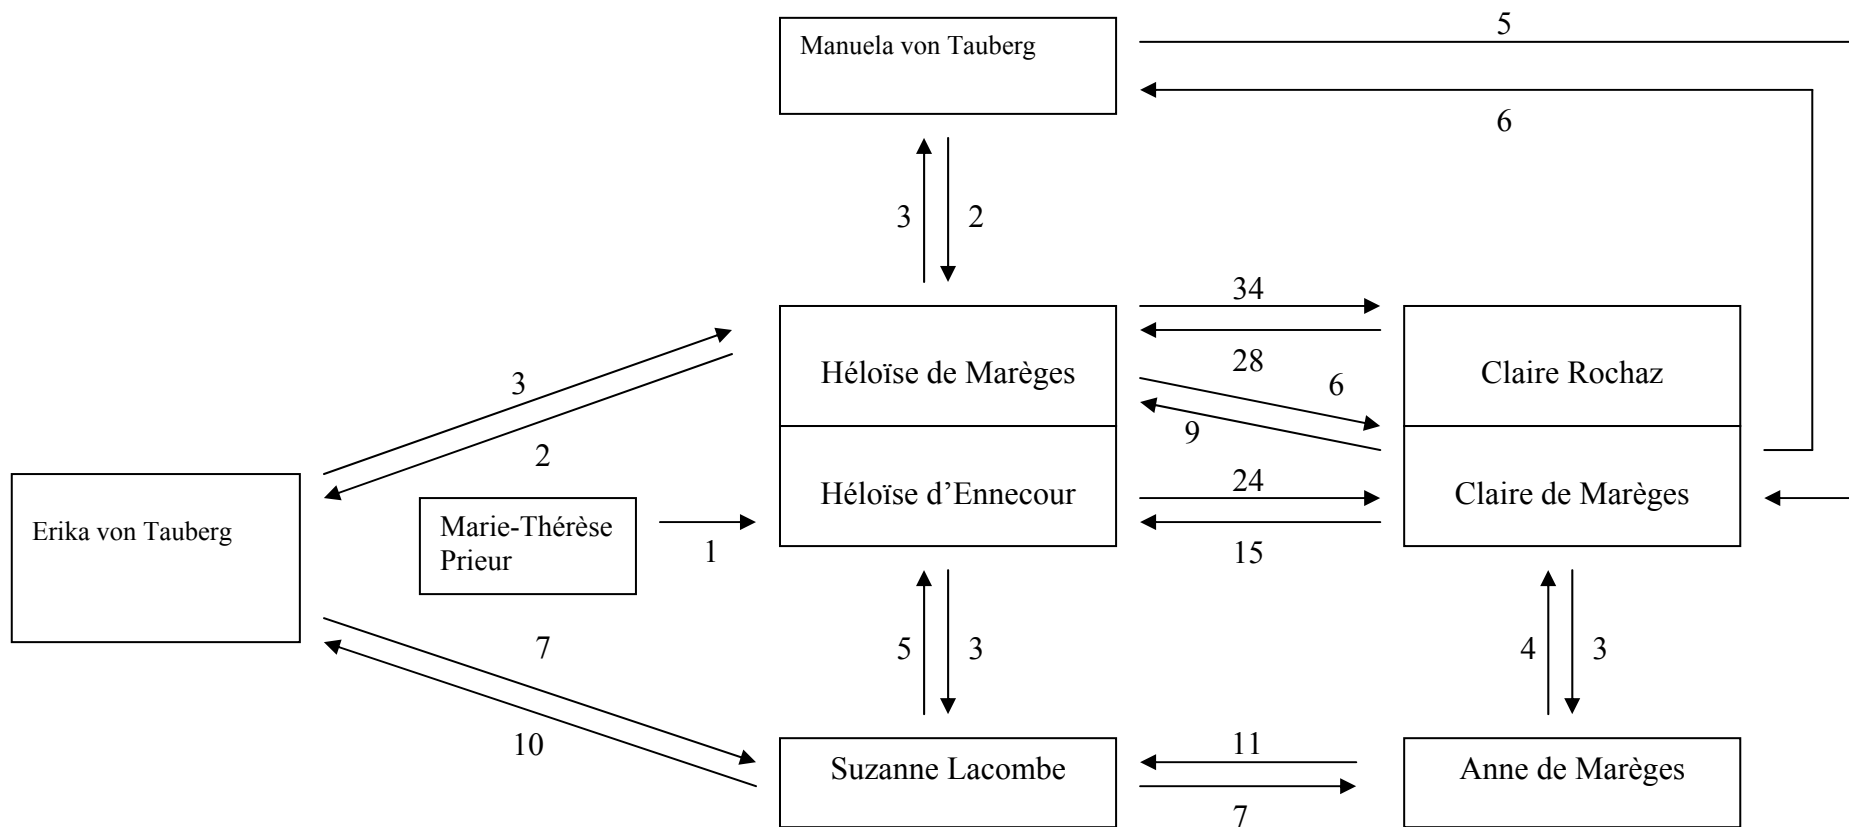 5
Manuela von Tauberg
6
3
2
34
28
Héloïse de Marèges
Claire Rochaz
6
9
3
2
Héloïse d’Ennecour
24
Claire de Marèges
15
Erika von Tauberg
Marie-Thérèse
Prieur
1
7
10
5
3
4
3
Suzanne Lacombe
11
7
Anne de Marèges